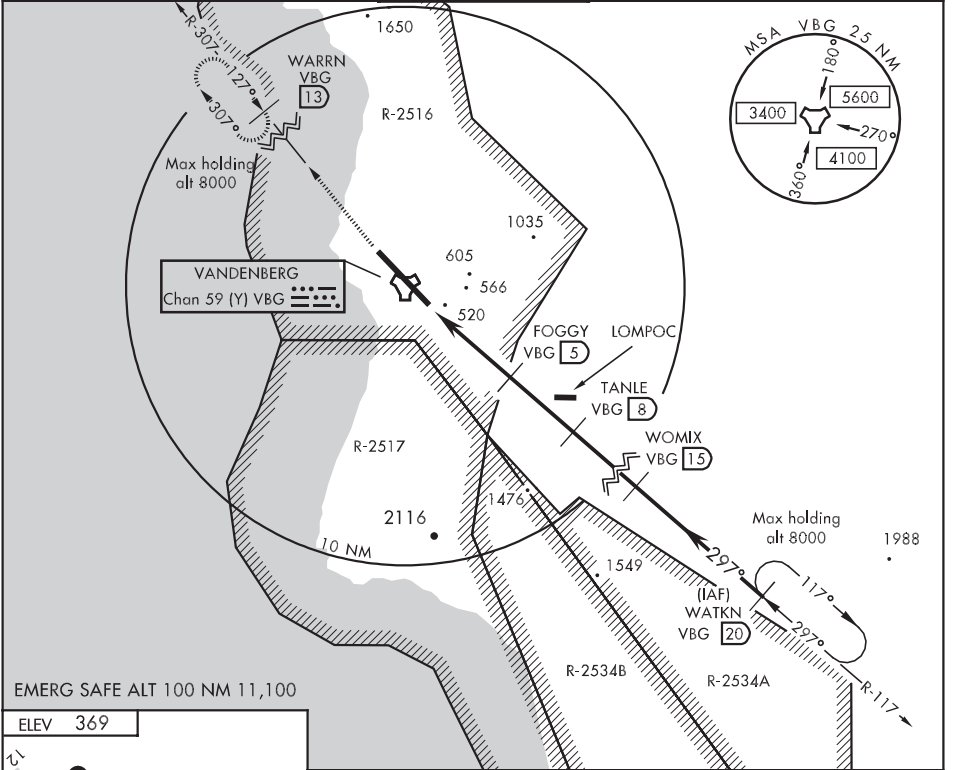 R-307
1650
WARRN
VBG
13
127°
307°
R-2516
Max holding
alt 8000
MSA VBG 25 NM
180°
5600
3400
270°
4100
360°
1035
605
566
520
VANDENBERG
Chan 59 (Y) VBG
FOGGY
VBG 5
LOMPOC
TANLE
VBG 8
WOMIX
VBG 15
R-2517
1476
2116
10 NM
Max holding
alt 8000
1988
297°
1549
(IAF)
WATKN
VBG 20
117°
297°
R-2534B
R-2534A
R-117
EMERG SAFE ALT 100 NM 11,100
ELEV 369
12